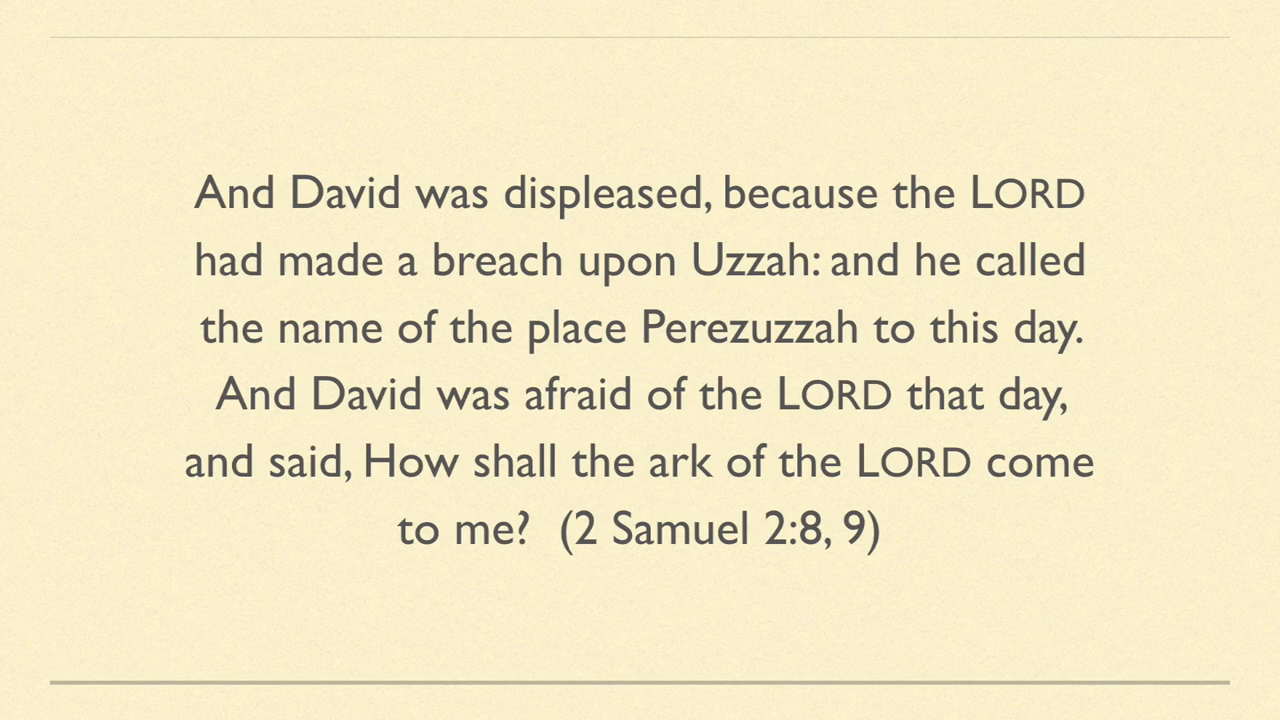 And David was displeased, because the LORD
had made a breach upon Uzzah: and he called
the name of the place Perezuzzah to this day.
And David was afraid of the LORD that day,
and said, How shall the ark of the LORD come
to me?  (2 Samuel 2:8, 9)